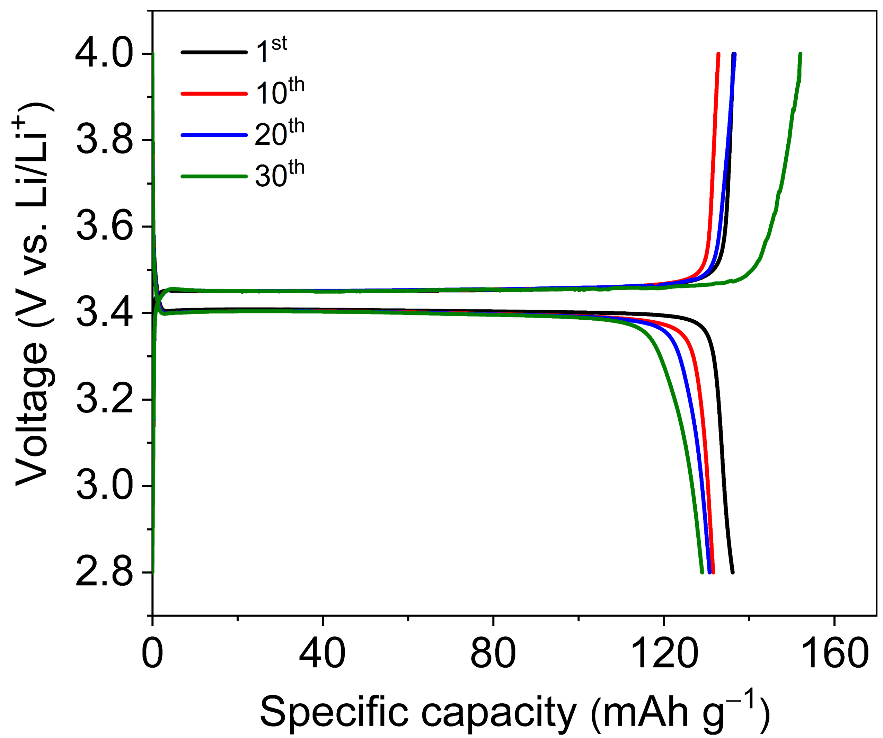 1st
10th
20th
30th
4.0
3.8
3.6
3.4
3.2
3.0
2.8
Voltage (V vs. Li/Li+)
0
40
80
120
160
Specific capacity (mAh g−1)